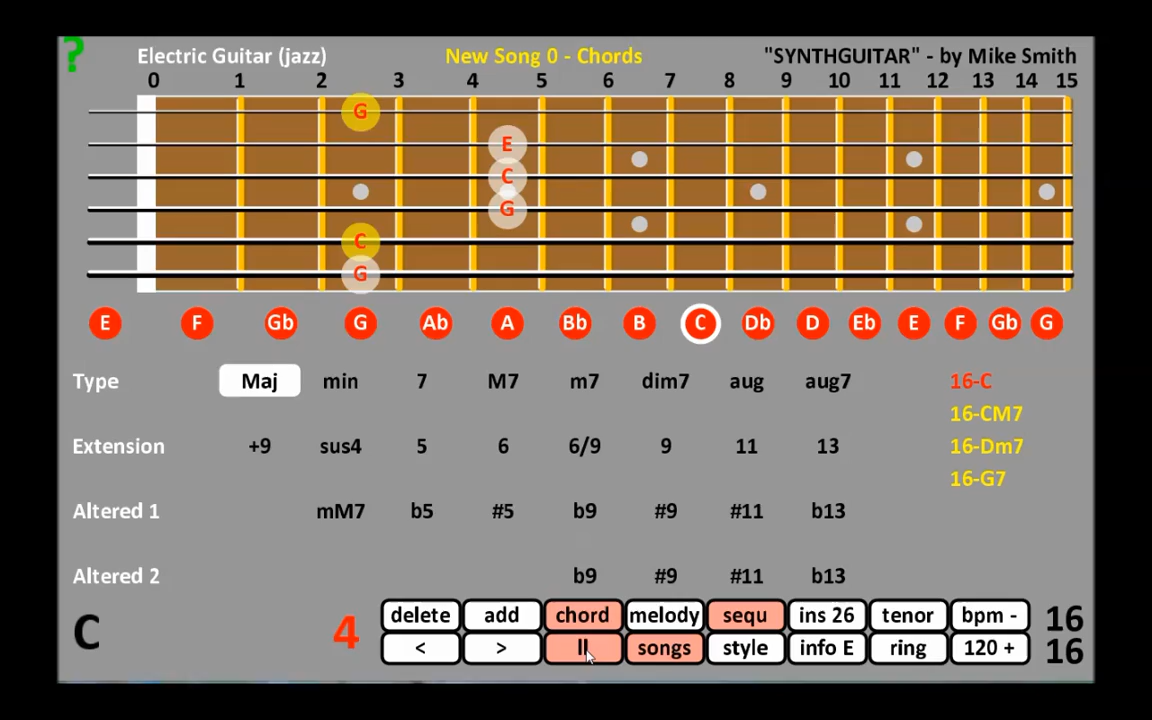 ? Electric Guitar (jazz) New Song 0 - Chords "SYNTHGUITAR" - by Mike Smith
0 1 2 3 4 5 6 7 8 9 10 11 12 13 14 15
G
E
C
G
C
G
E F Gb G Ab A Bb B C Db D Eb E F Gb G
Type Maj min 7 M7 m7 dim7 aug aug7 16-C
16-CM7
Extension +9 sus4 5 6 6/9 9 11 13 16-Dm7
16-G7
Altered 1 mM7 b5 #5 b9 #9 #11 b13
Altered 2 b9 #9 #11 b13
C 4 delete add chord melody sequ ins 26 tenor bpm - 16
< > II songs style info E ring 120 + 16